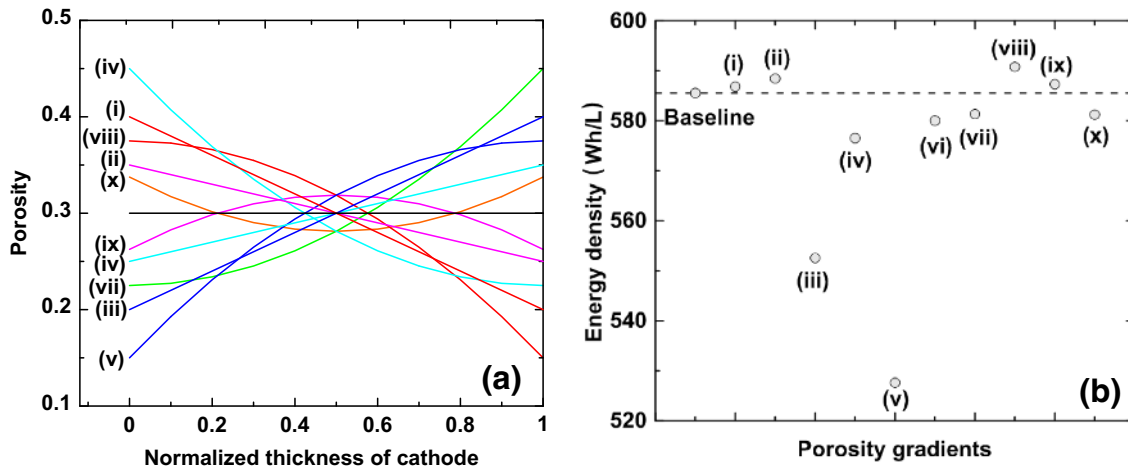 0.5
0.4
0.3
0.2
0.1
Porosity
(iv)
(i)
(viii)
(ii)
(x)
(ix)
(iv)
(vii)
(iii)
(v)
(a)
0 0.2 0.4 0.6 0.8 1
Normalized thickness of cathode
(b)
600
580
560
540
520
Energy density (Wh/L)
Baseline
(i)
(ii)
(iii)
(iv)
(v)
(vi)
(vii)
(viii)
(ix)
(x)
Porosity gradients